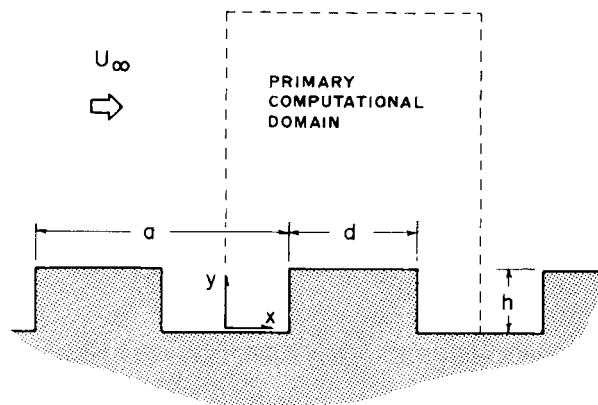 U∞
PRIMARY
COMPUTATIONAL
DOMAIN
a
d
y
x
h